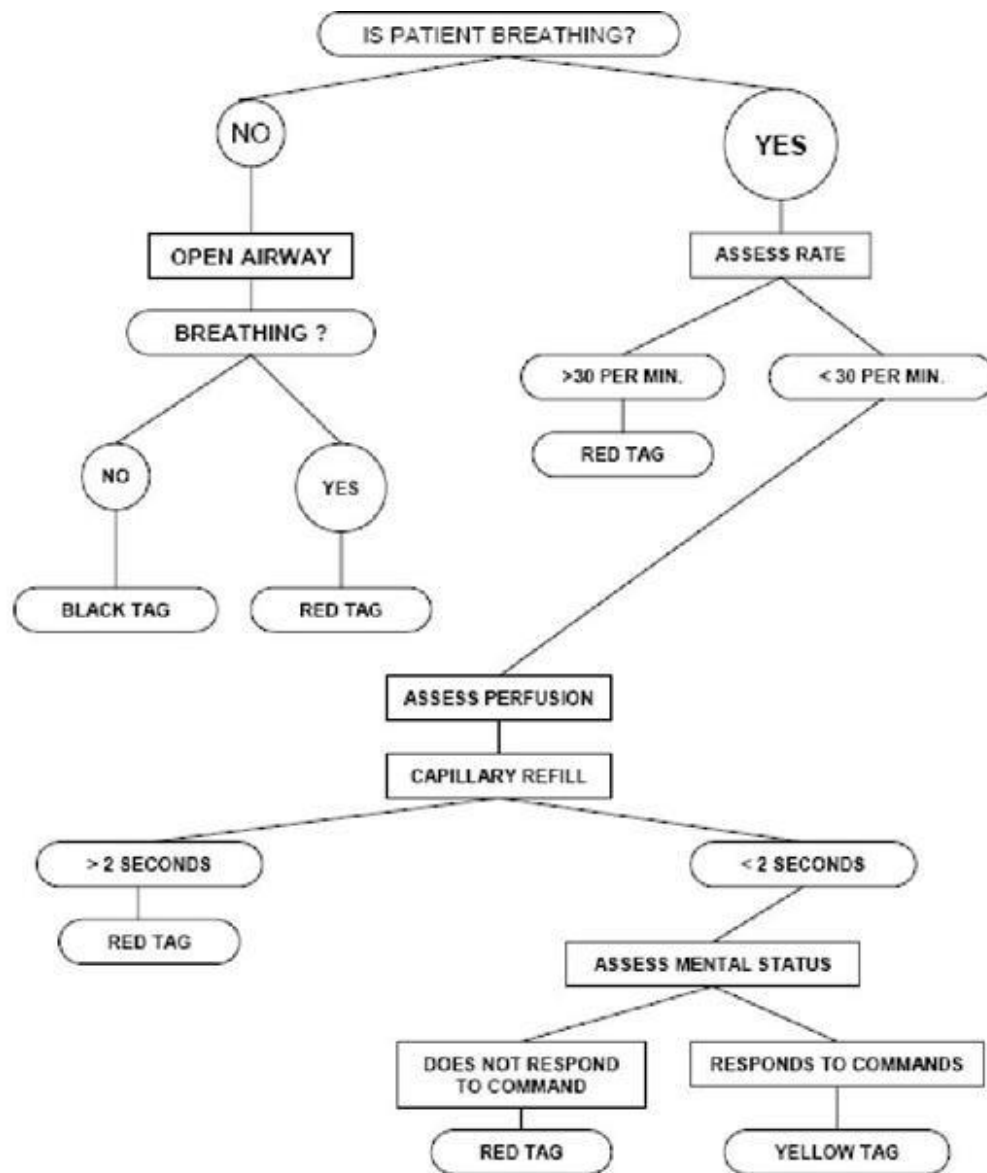 IS PATIENT BREATHING?
NO
YES
OPEN AIRWAY
ASSESS RATE
BREATHING ?
>30 PER MIN.
< 30 PER MIN.
RED TAG
NO
YES
BLACK TAG
RED TAG
ASSESS PERFUSION
CAPILLARY REFILL
> 2 SECONDS
< 2 SECONDS
RED TAG
ASSESS MENTAL STATUS
DOES NOT RESPOND
TO COMMAND
RESPONDS TO COMMANDS
RED TAG
YELLOW TAG